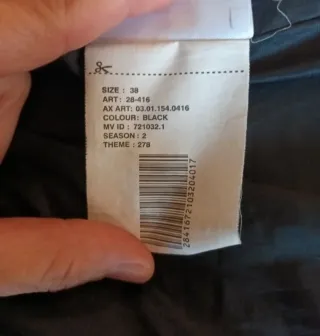 SIZE : 38
ART: 28-416
AX ART: 03.01.154.0416
COLOUR: BLACK
MV ID : 721032.1
SEASON : 2
THEME : 278
2841672103204017